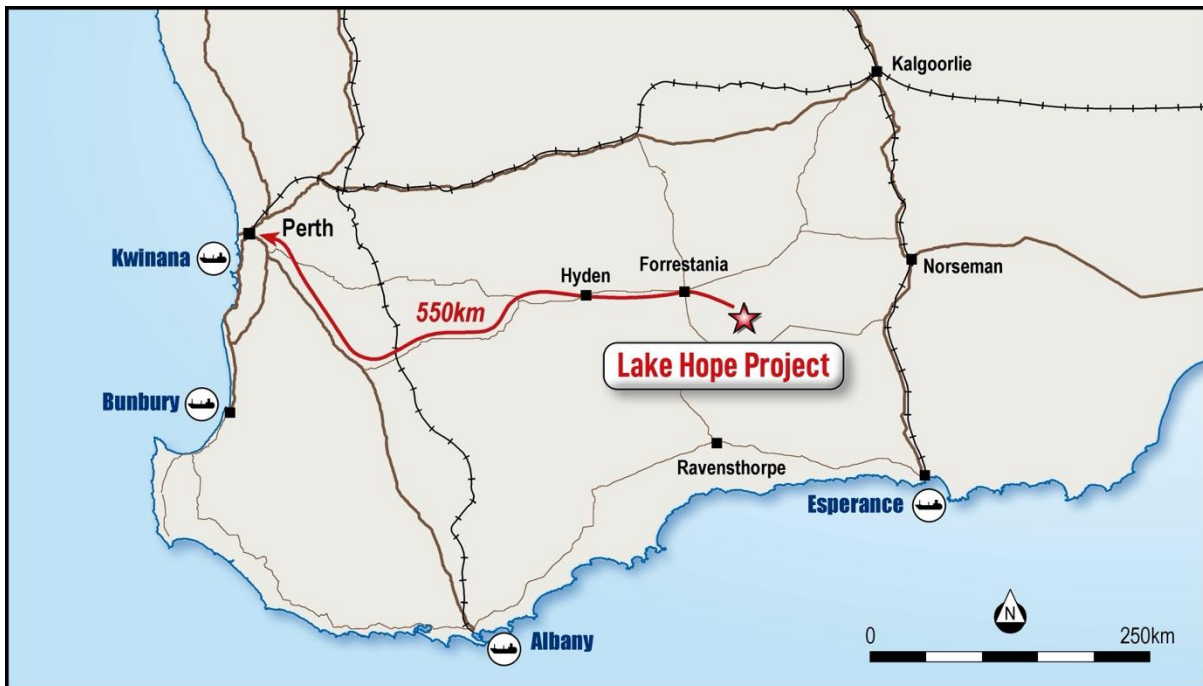 Kalgoorlie
Perth
Kwinana
Hyden
Forrestania
Norseman
550km
Lake Hope Project
Bunbury
Ravensthorpe
Esperance
Albany
N
0
250km